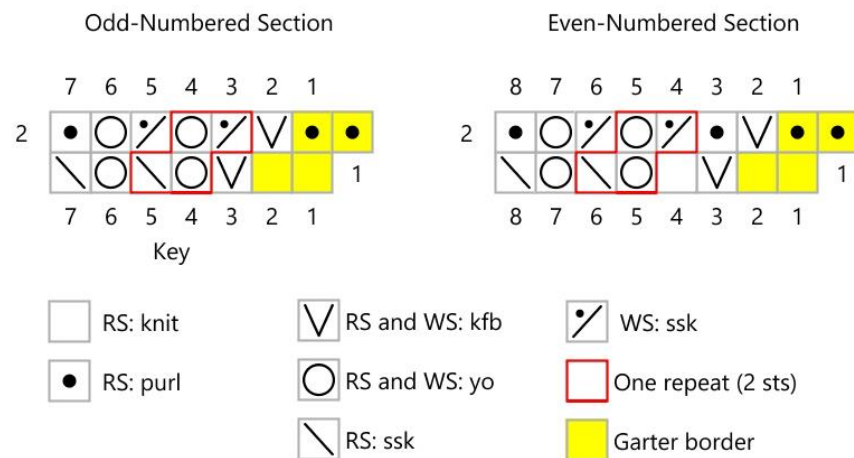 Odd-Numbered Section
Even-Numbered Section
7 6 5 4 3 2 1
8 7 6 5 4 3 2 1
2
2
1
1
7 6 5 4 3 2 1
8 7 6 5 4 3 2 1
Key
RS: knit
RS and WS: kfb
WS: ssk
RS: purl
RS and WS: yo
One repeat (2 sts)
RS: ssk
Garter border